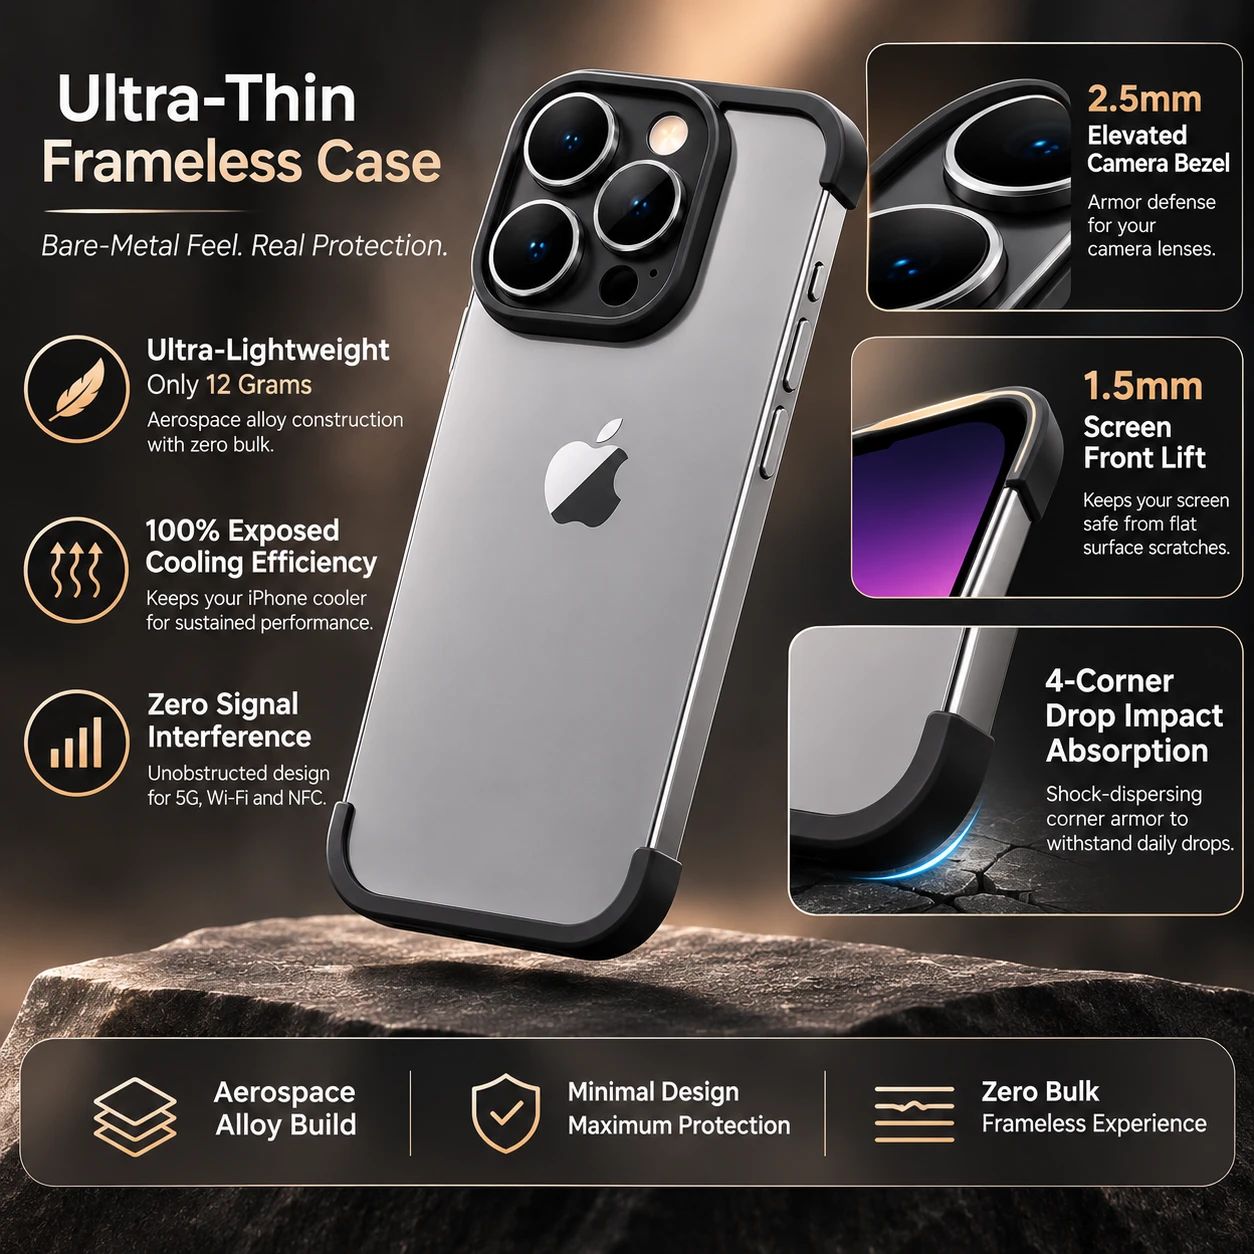 Ultra-Thin
Frameless Case
Bare-Metal Feel. Real Protection.
Ultra-Lightweight
Only 12 Grams
Aerospace alloy construction
with zero bulk.
100% Exposed
Cooling Efficiency
Keeps your iPhone cooler
for sustained performance.
Zero Signal
Interference
Unobstructed design
for 5G, Wi-Fi and NFC.
2.5mm
Elevated
Camera Bezel
Armor defense
for your
camera lenses.
1.5mm
Screen
Front Lift
Keeps your screen
safe from flat
surface scratches.
4-Corner
Drop Impact
Absorption
Shock-dispersing
corner armor to
withstand daily drops.
Aerospace
Alloy Build
Minimal Design
Maximum Protection
Zero Bulk
Frameless Experience